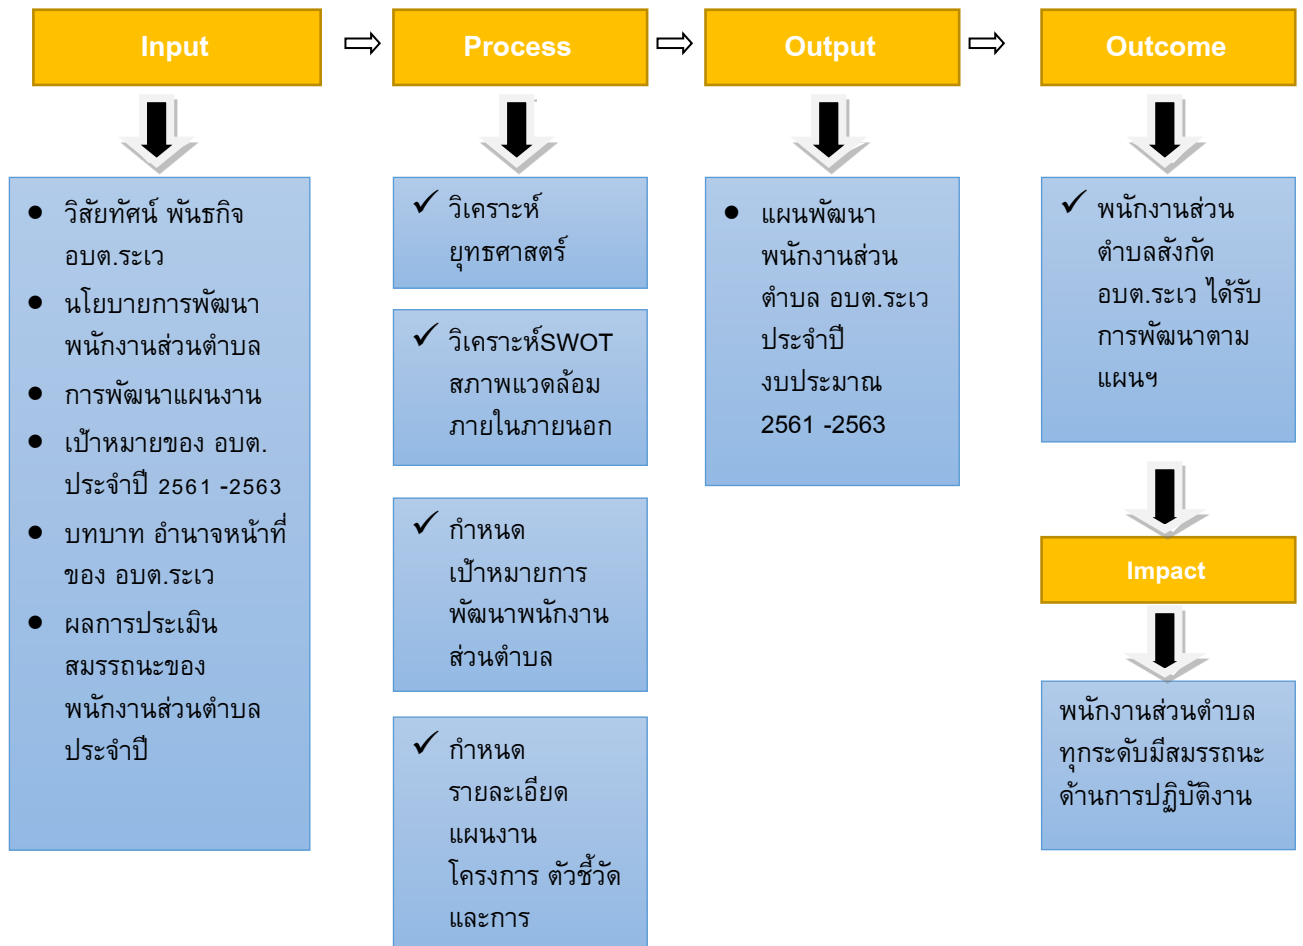 Input
Process
Output
Outcome
● วิสัยทัศน์ พันธกิจ
อบต.ระเว
● นโยบายการพัฒนา
พนักงานส่วนตำบล
● การพัฒนาแผนงาน
● เป้าหมายของ อบต.
ประจำปี 2561 -2563
● บทบาท อำนาจหน้าที่
ของ อบต.ระเว
● ผลการประเมิน
สมรรถนะของ
พนักงานส่วนตำบล
ประจำปี
✓ วิเคราะห์
ยุทธศาสตร์
✓ วิเคราะห์SWOT
สภาพแวดล้อม
ภายในภายนอก
✓ กำหนด
เป้าหมายการ
พัฒนาพนักงาน
ส่วนตำบล
✓ กำหนด
รายละเอียด
แผนงาน
โครงการ ตัวชี้วัด
และการ
● แผนพัฒนา
พนักงานส่วน
ตำบล อบต.ระเว
ประจำปี
งบประมาณ
2561 -2563
✓ พนักงานส่วน
ตำบลสังกัด
อบต.ระเว ได้รับ
การพัฒนาตาม
แผนฯ
Impact
พนักงานส่วนตำบล
ทุกระดับมีสมรรถนะ
ด้านการปฏิบัติงาน